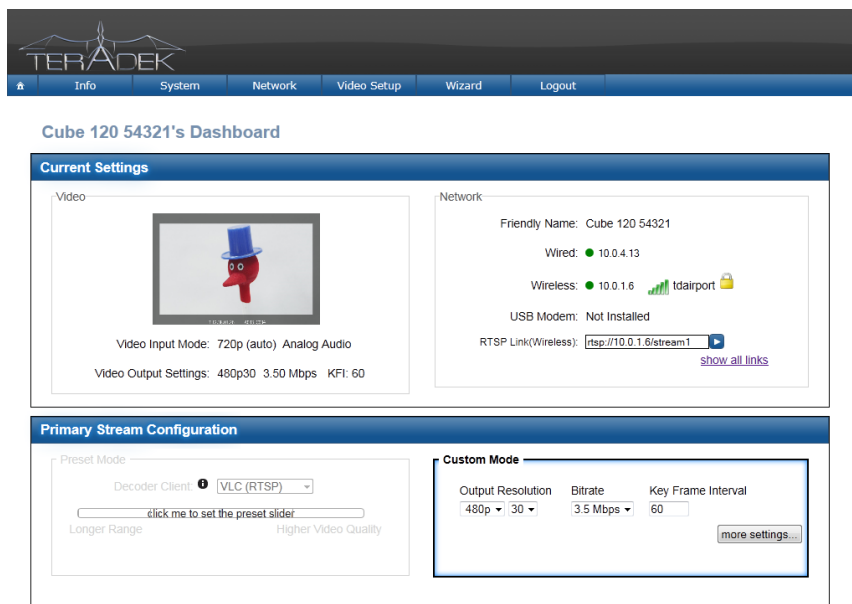 TERADEK
Info System Network Video Setup Wizard Logout
Cube 120 54321's Dashboard
Current Settings
Video
Video Input Mode: 720p (auto) Analog Audio
Video Output Settings: 480p30 3.50 Mbps KFI: 60
Network
Friendly Name: Cube 120 54321
Wired: 10.0.4.13
Wireless: 10.0.1.6 tdairport
USB Modem: Not Installed
RTSP Link(Wireless): rtsp://10.0.1.6/stream1
show all links
Primary Stream Configuration
Preset Mode
Decoder Client: VLC (RTSP)
click me to set the preset slider
Longer Range Higher Video Quality
Custom Mode
Output Resolution Bitrate Key Frame Interval
480p 30 3.5 Mbps 60
more settings...